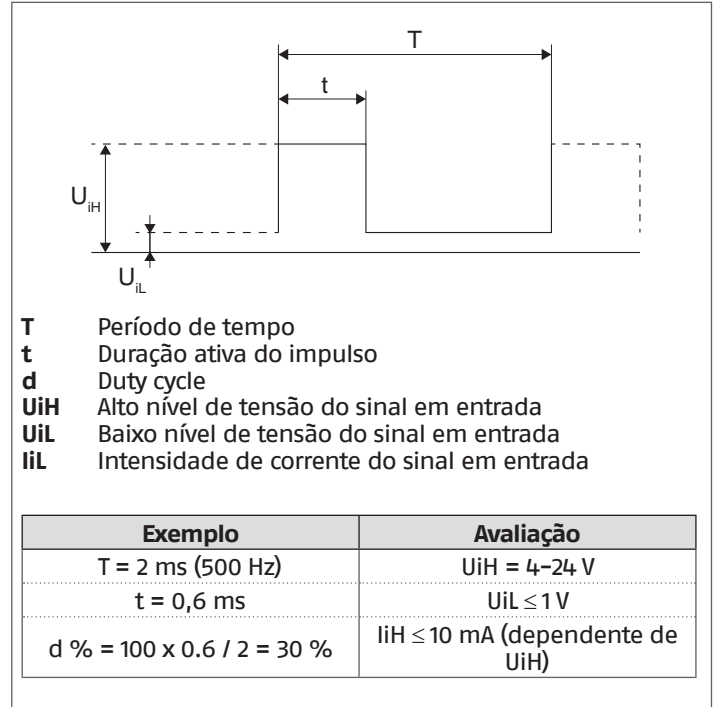 T
t
UiH
UiL
T Período de tempo
t Duração ativa do impulso
d Duty cycle
UiH Alto nível de tensão do sinal em entrada
UiL Baixo nível de tensão do sinal em entrada
IiL Intensidade de corrente do sinal em entrada
Exemplo Avaliação
T = 2 ms (500 Hz) UiH = 4–24 V
t = 0,6 ms UiL ≤ 1 V
d % = 100 x 0.6 / 2 = 30 % IiH ≤ 10 mA (dependente de
UiH)